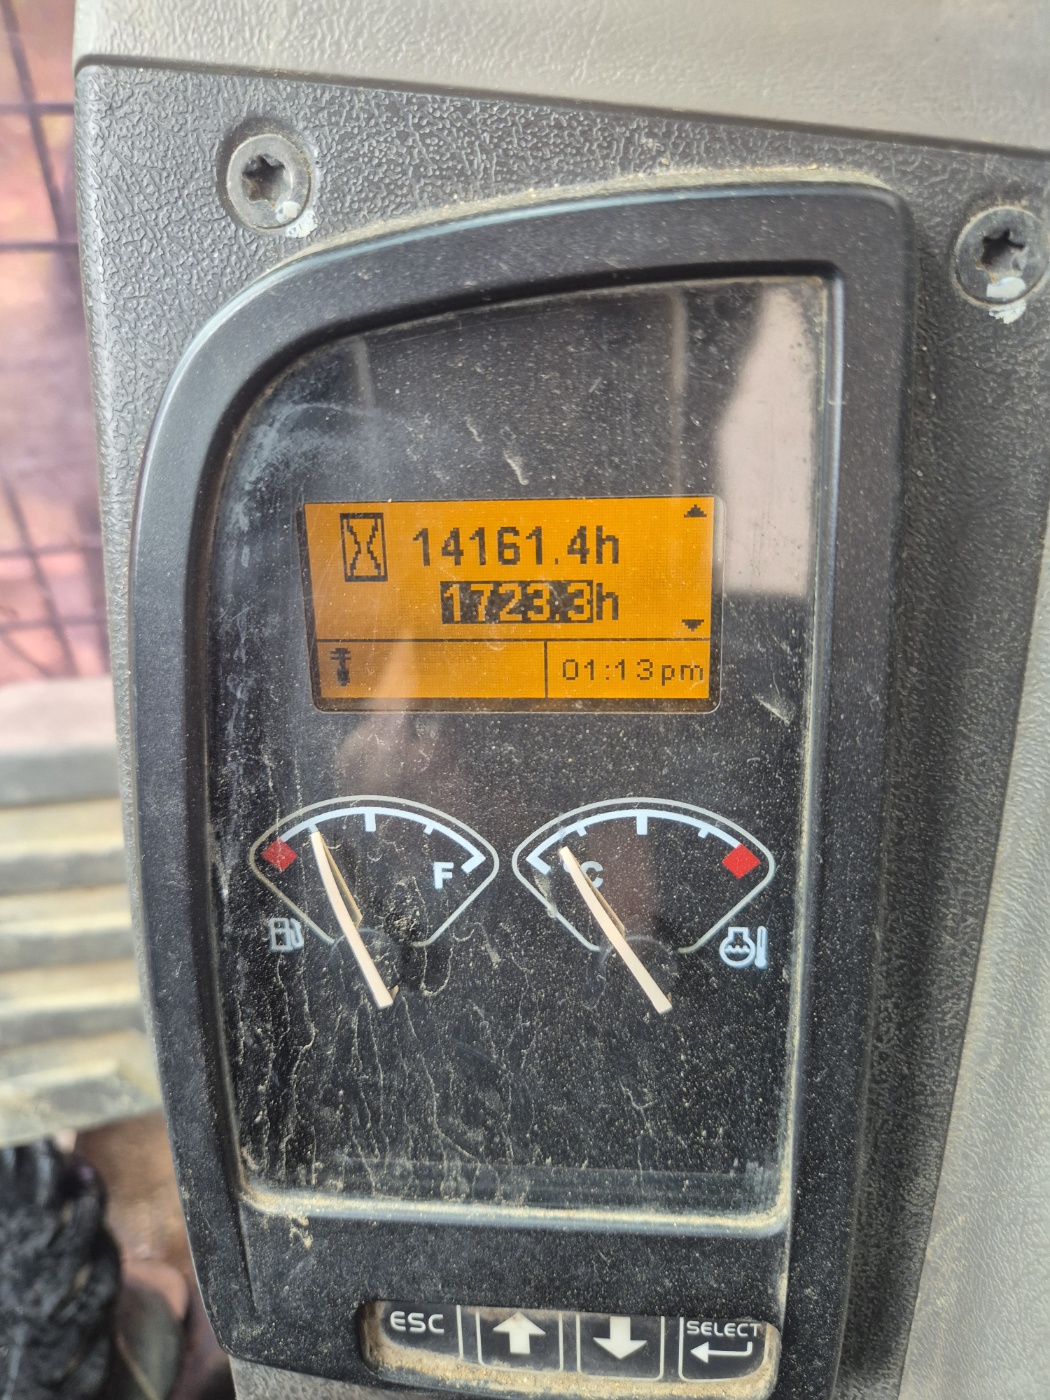 14161.4h
1723.3h
01:13pm
F
C
ESC
SELECT